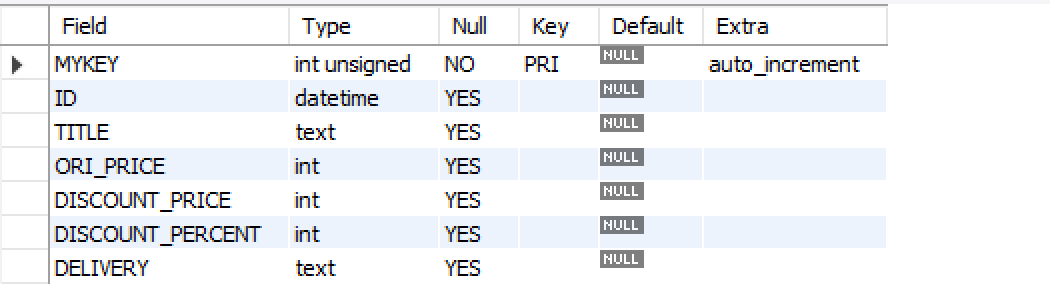 Field Type Null Key Default Extra
MYKEY int unsigned NO PRI NULL auto_increment
ID datetime YES NULL
TITLE text YES NULL
ORI_PRICE int YES NULL
DISCOUNT_PRICE int YES NULL
DISCOUNT_PERCENT int YES NULL
DELIVERY text YES NULL